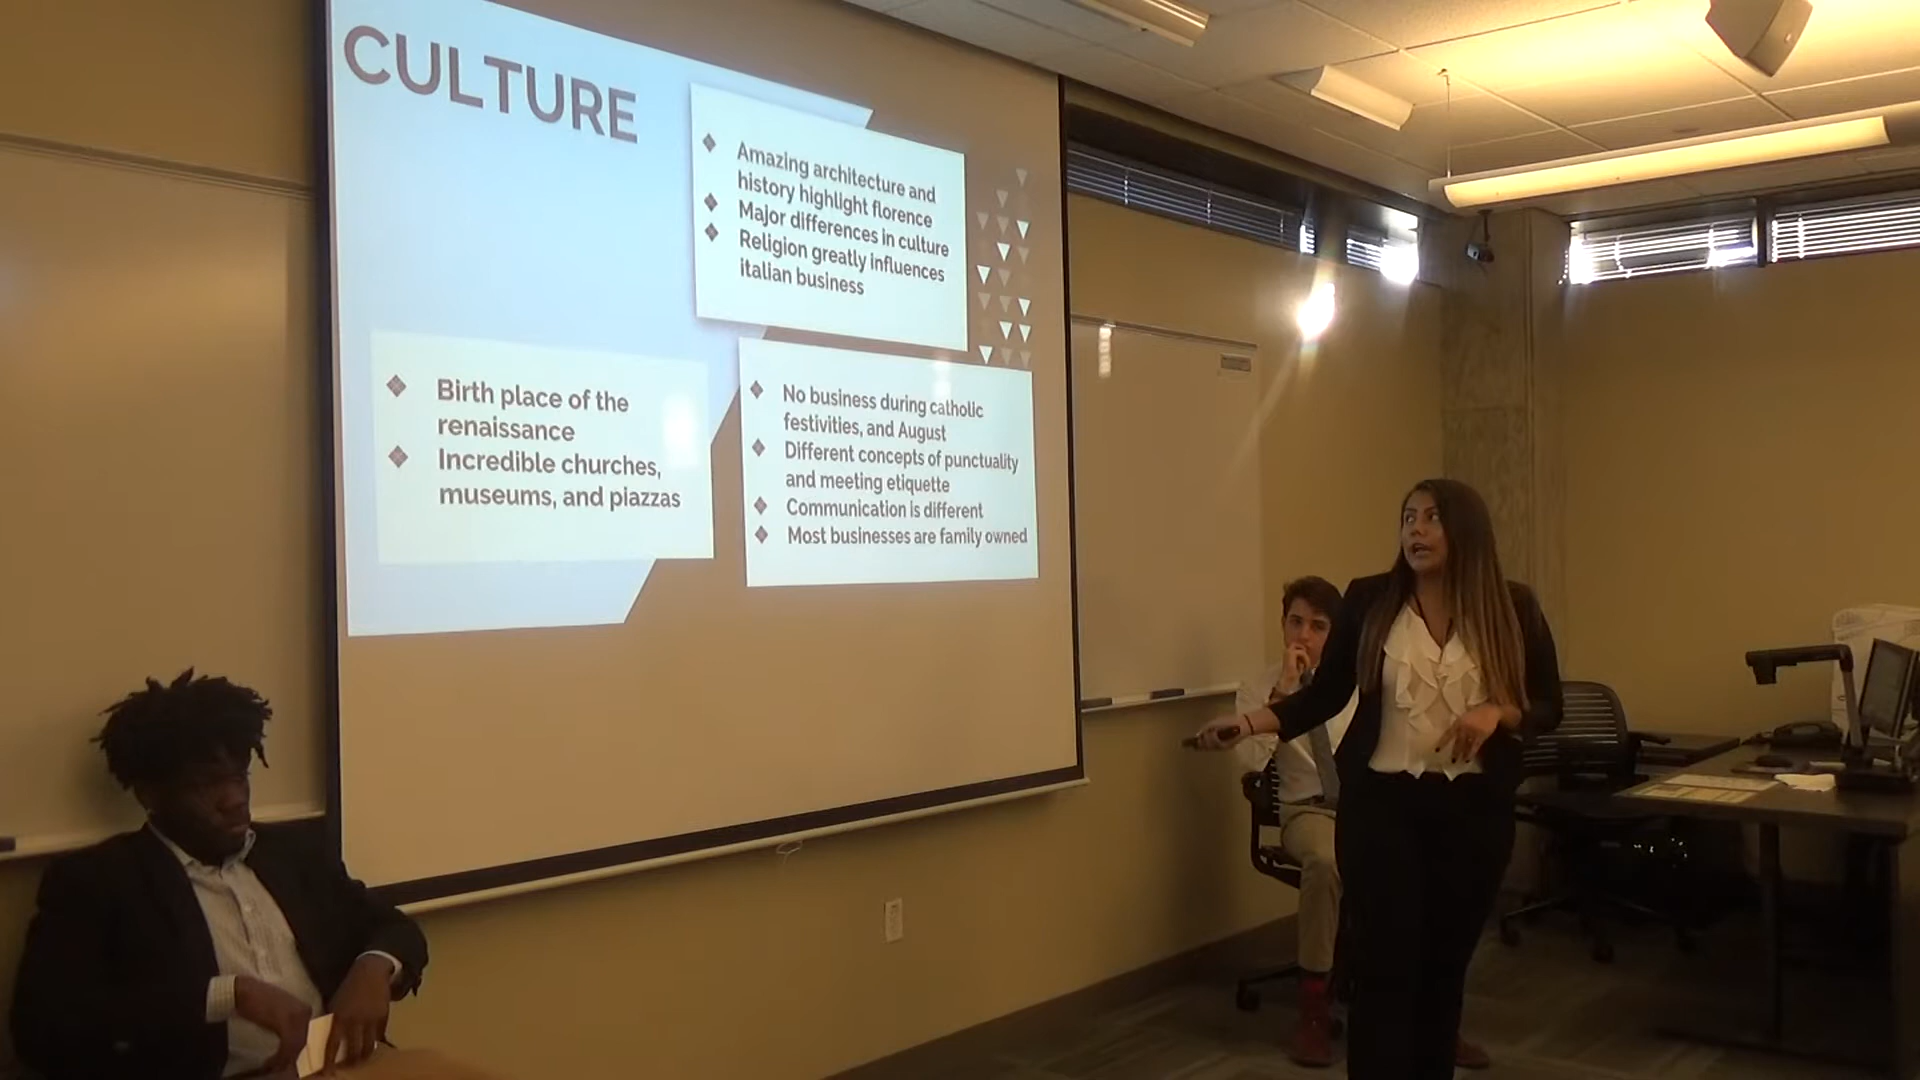 CULTURE
❖ Amazing architecture and
history highlight florence
❖ Major differences in culture
❖ Religion greatly influences
italian business
❖ Birth place of the
renaissance
❖ Incredible churches,
museums, and piazzas
❖ No business during catholic
festivities, and August
❖ Different concepts of punctuality
and meeting etiquette
❖ Communication is different
❖ Most businesses are family owned